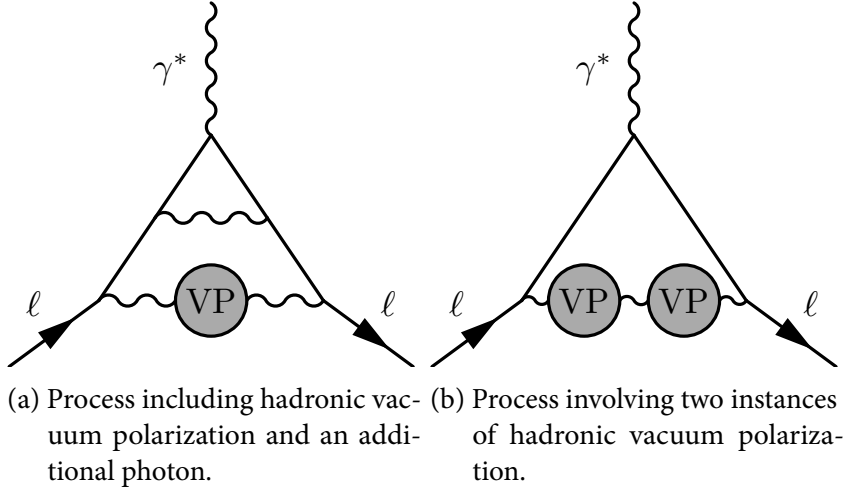 γ*
γ*
VP
VP
VP
ℓ
ℓ
ℓ
ℓ
(a) Process including hadronic vac-
uum polarization and an addi-
tional photon.
(b) Process involving two instances
of hadronic vacuum polariza-
tion.